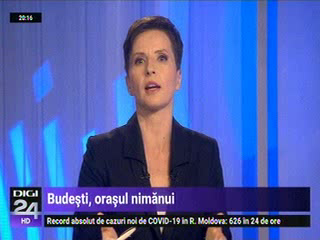 20:16
Budești, orașul nimănui
DIGI
24
HD
Record absolut de cazuri noi de COVID-19 în R. Moldova: 626 în 24 de ore